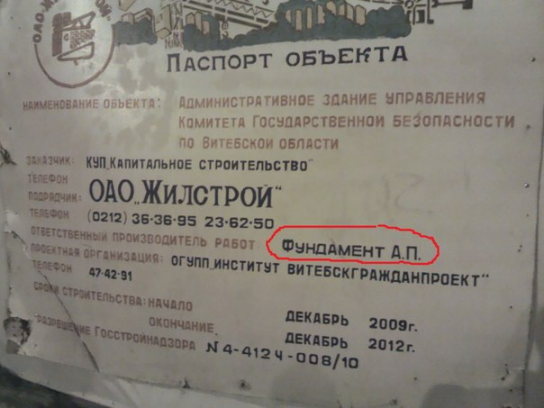 ПАСПОРТ ОБЪЕКТА
НАИМЕНОВАНИЕ ОБЪЕКТА: АДМИНИСТРАТИВНОЕ ЗДАНИЕ УПРАВЛЕНИЯ
КОМИТЕТА ГОСУДАРСТВЕННОЙ БЕЗОПАСНОСТИ
ПО ВИТЕБСКОЙ ОБЛАСТИ
ЗАКАЗЧИК: КУП„КАПИТАЛЬНОЕ СТРОИТЕЛЬСТВО"
ТЕЛЕФОН
ПОДРЯДЧИК: ОАО„ЖИЛСТРОЙ"
ТЕЛЕФОН (0212) 36-36-95 23-62-50
ОТВЕТСТВЕННЫЙ ПРОИЗВОДИТЕЛЬ РАБОТ ФУНДАМЕНТ А.П.
ПРОЕКТНАЯ ОРГАНИЗАЦИЯ: ОГУПП„ИНСТИТУТ ВИТЕБСКГРАЖДАНПРОЕКТ"
ТЕЛЕФОН 47-42-91
СРОКИ СТРОИТЕЛЬСТВА: НАЧАЛО ДЕКАБРЬ 2009г.
ОКОНЧАНИЕ ДЕКАБРЬ 2012г.
РАЗРЕШЕНИЕ ГОССТРОЙНАДЗОРА N 4-412Ч-008/10